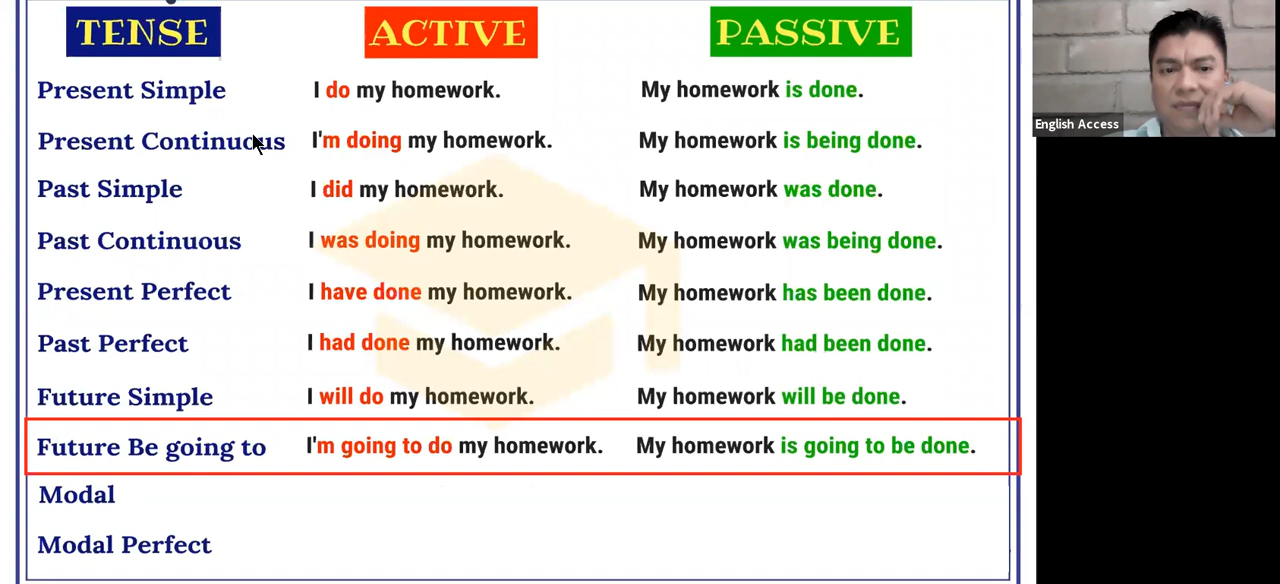 TENSE ACTIVE PASSIVE
Present Simple I do my homework. My homework is done.
Present Continuous I'm doing my homework. My homework is being done.
Past Simple I did my homework. My homework was done.
Past Continuous I was doing my homework. My homework was being done.
Present Perfect I have done my homework. My homework has been done.
Past Perfect I had done my homework. My homework had been done.
Future Simple I will do my homework. My homework will be done.
Future Be going to I'm going to do my homework. My homework is going to be done.
Modal
Modal Perfect
English Access